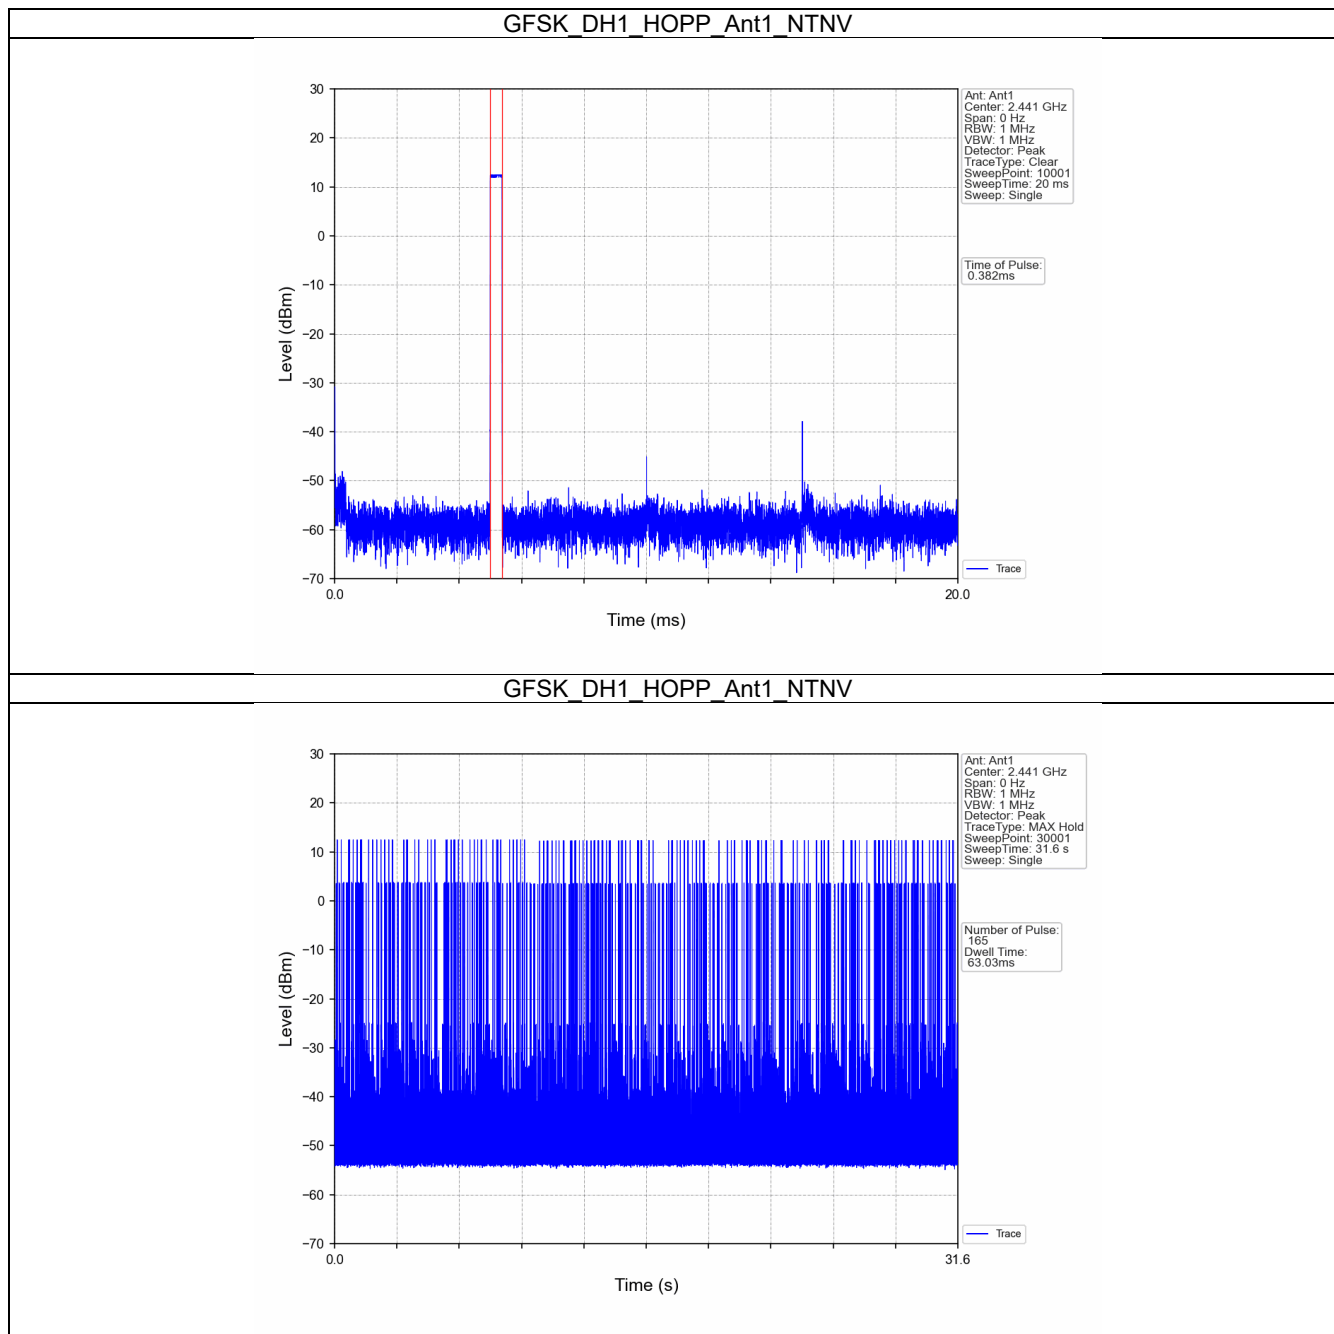 GFSK_DH1_HOPP_Ant1_NTNV
30
20
10
0
−10
−20
−30
−40
−50
−60
−70
Level (dBm)
0.0
20.0
Time (ms)
Ant: Ant1
Center: 2.441 GHz
Span: 0 Hz
RBW: 1 MHz
VBW: 1 MHz
Detector: Peak
TraceType: Clear
SweepPoint: 10001
SweepTime: 20 ms
Sweep: Single
Time of Pulse:
0.382ms
Trace
GFSK_DH1_HOPP_Ant1_NTNV
30
20
10
0
−10
−20
−30
−40
−50
−60
−70
Level (dBm)
0.0
31.6
Time (s)
Ant: Ant1
Center: 2.441 GHz
Span: 0 Hz
RBW: 1 MHz
VBW: 1 MHz
Detector: Peak
TraceType: MAX Hold
SweepPoint: 30001
SweepTime: 31.6 s
Sweep: Single
Number of Pulse:
165
Dwell Time:
63.03ms
Trace